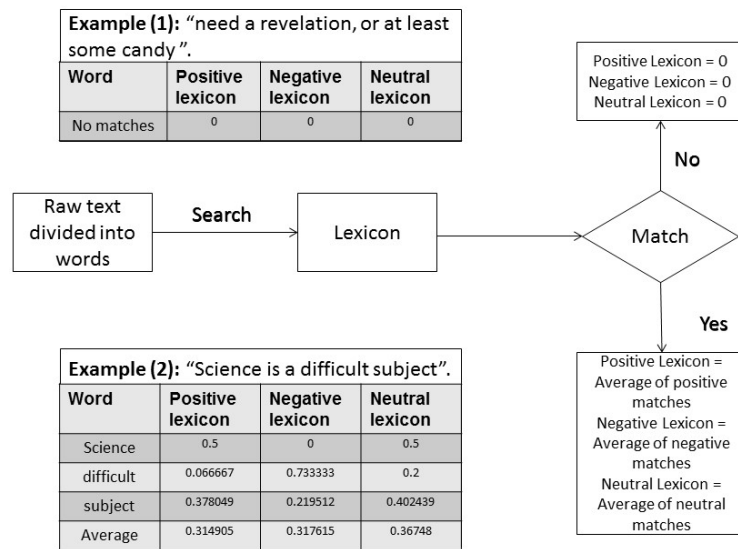 Example (1): “need a revelation, or at least
some candy ”.
Word Positive lexicon Negative lexicon Neutral lexicon
No matches 0 0 0
Positive Lexicon = 0
Negative Lexicon = 0
Neutral Lexicon = 0
No
Raw text
divided into
words
Search
Lexicon
Match
Yes
Example (2): “Science is a difficult subject”.
Word Positive lexicon Negative lexicon Neutral lexicon
Science 0.5 0 0.5
difficult 0.066667 0.733333 0.2
subject 0.378049 0.219512 0.402439
Average 0.314905 0.317615 0.36748
Positive Lexicon =
Average of positive
matches
Negative Lexicon =
Average of negative
matches
Neutral Lexicon =
Average of neutral
matches